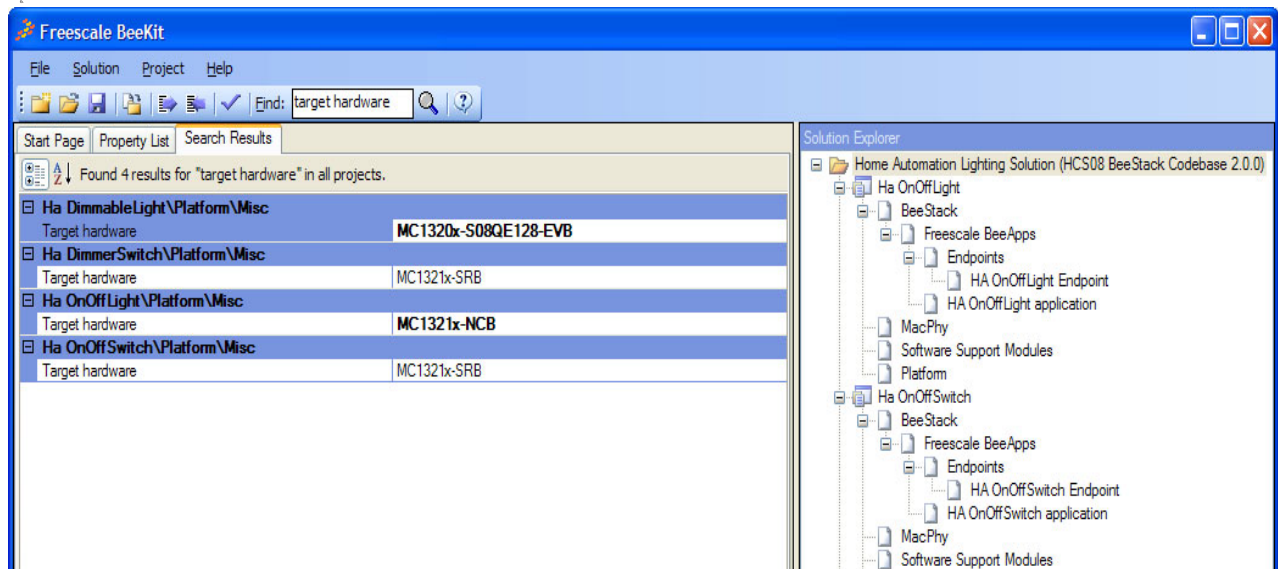 Freescale BeeKit
File Solution Project Help
Find: target hardware
Start Page Property List Search Results
Found 4 results for "target hardware" in all projects.
Ha DimmableLight\Platform\Misc
Target hardware MC1320x-S08QE128-EVB
Ha DimmerSwitch\Platform\Misc
Target hardware MC1321x-SRB
Ha OnOffLight\Platform\Misc
Target hardware MC1321x-NCB
Ha OnOffSwitch\Platform\Misc
Target hardware MC1321x-SRB
Solution Explorer
Home Automation Lighting Solution (HCS08 BeeStack Codebase 2.0.0)
Ha OnOffLight
BeeStack
Freescale BeeApps
Endpoints
HA OnOffLight Endpoint
HA OnOffLight application
MacPhy
Software Support Modules
Platform
Ha OnOffSwitch
BeeStack
Freescale BeeApps
Endpoints
HA OnOffSwitch Endpoint
HA OnOffSwitch application
MacPhy
Software Support Modules